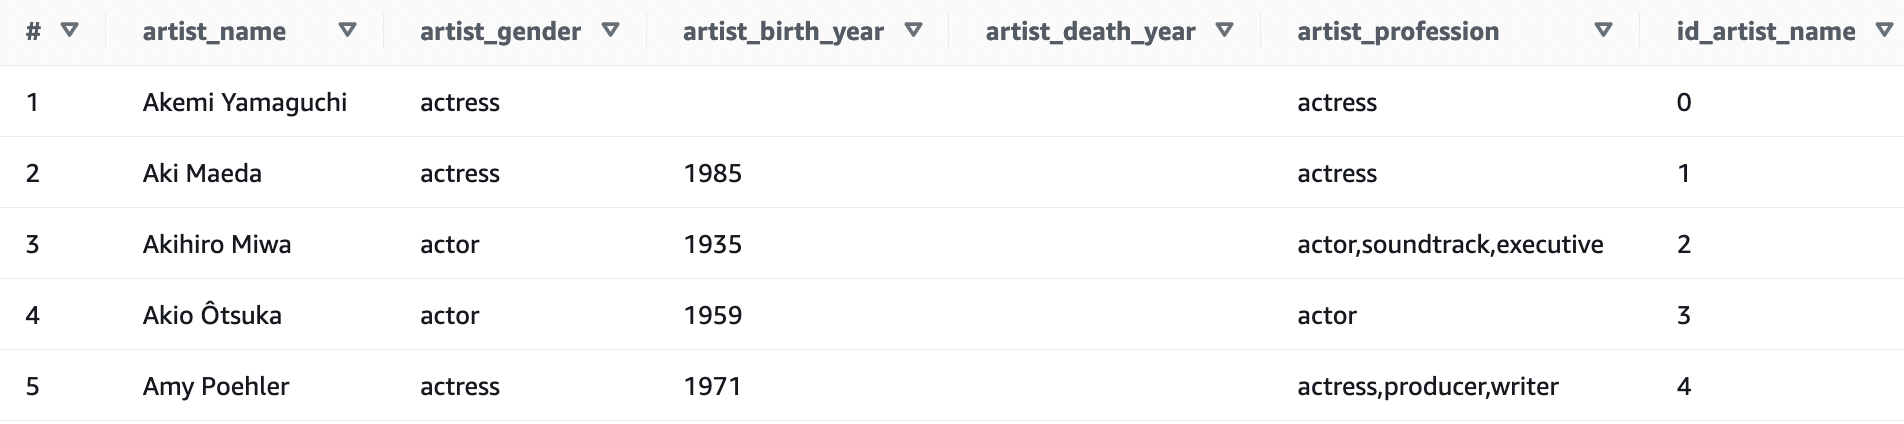 # artist_name artist_gender artist_birth_year artist_death_year artist_profession id_artist_name
1 Akemi Yamaguchi actress actress 0
2 Aki Maeda actress 1985 actress 1
3 Akihiro Miwa actor 1935 actor,soundtrack,executive 2
4 Akio Ôtsuka actor 1959 actor 3
5 Amy Poehler actress 1971 actress,producer,writer 4